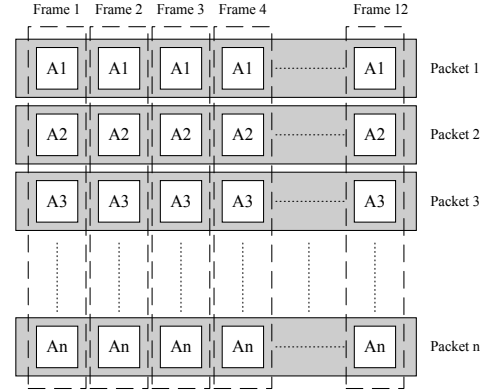 Frame 1 Frame 2 Frame 3 Frame 4 Frame 12
A1 A1 A1 A1 A1 Packet 1
A2 A2 A2 A2 A2 Packet 2
A3 A3 A3 A3 A3 Packet 3
An An An An An Packet n